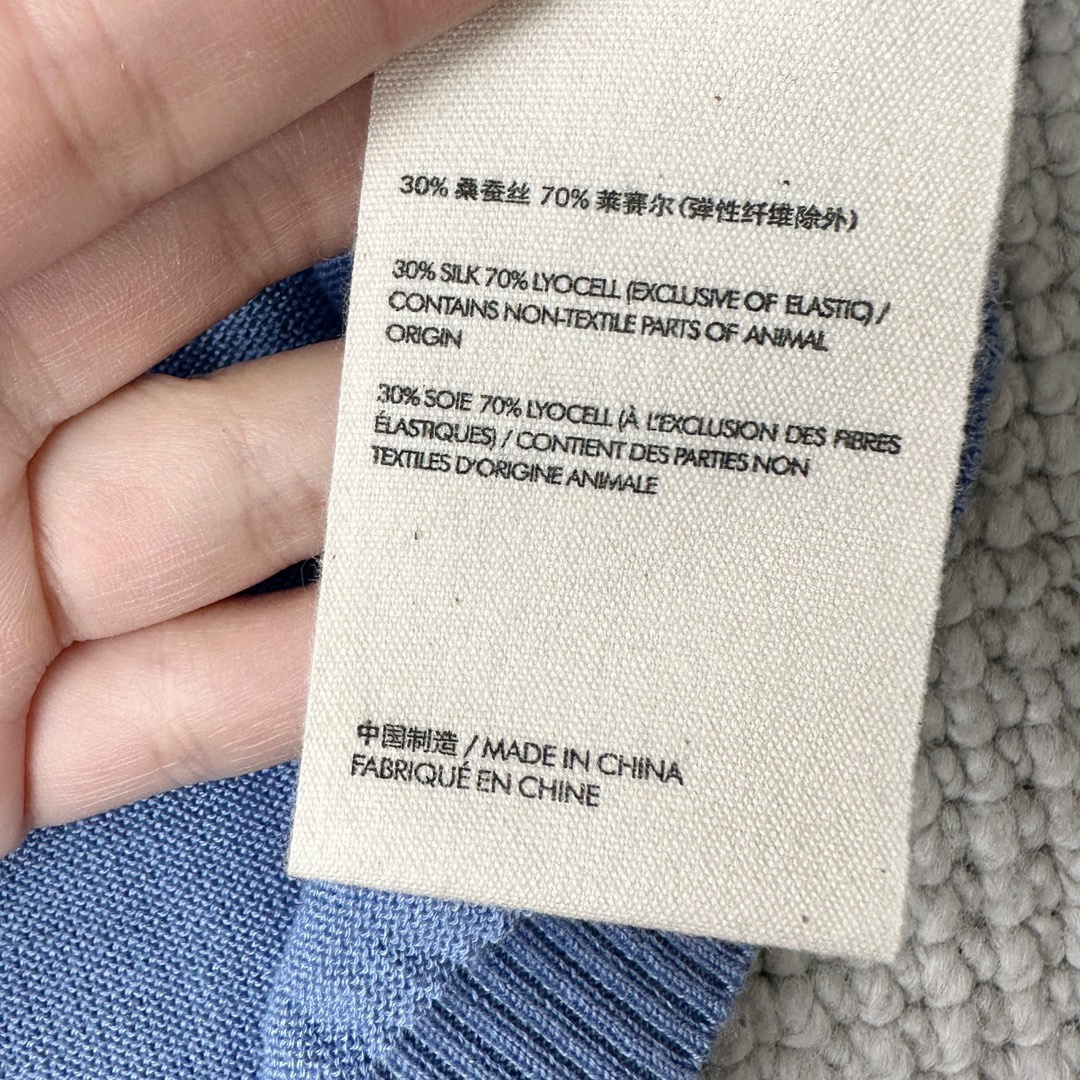 30% 桑蚕丝 70% 莱赛尔(弹性纤维除外)
30% SILK 70% LYOCELL (EXCLUSIVE OF ELASTIC) /
CONTAINS NON-TEXTILE PARTS OF ANIMAL
ORIGIN
30% SOIE 70% LYOCELL (À L'EXCLUSION DES FIBRES
ÉLASTIQUES) / CONTIENT DES PARTIES NON
TEXTILES D'ORIGINE ANIMALE
中国制造 / MADE IN CHINA
FABRIQUÉ EN CHINE